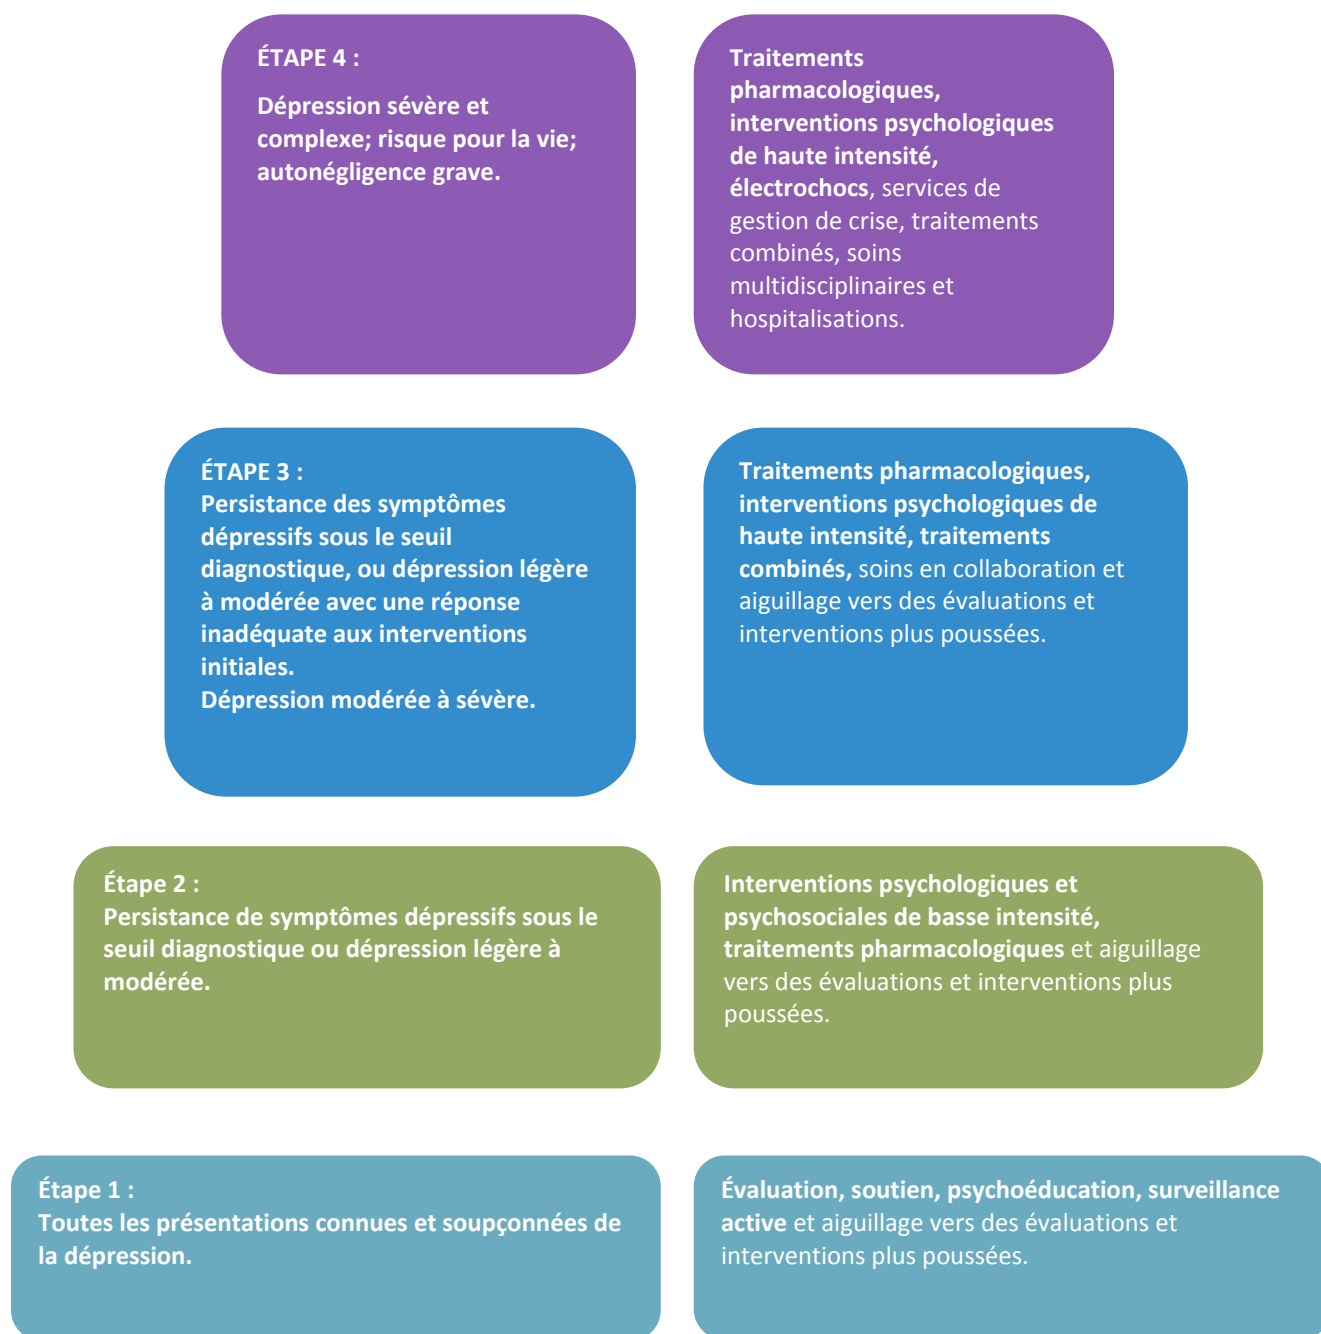 ÉTAPE 4 :
Dépression sévère et
complexe; risque pour la vie;
autonégligence grave.
Traitements
pharmacologiques,
interventions psychologiques
de haute intensité,
électrochocs, services de
gestion de crise, traitements
combinés, soins
multidisciplinaires et
hospitalisations.
ÉTAPE 3 :
Persistance des symptômes
dépressifs sous le seuil
diagnostique, ou dépression légère
à modérée avec une réponse
inadéquate aux interventions
initiales.
Dépression modérée à sévère.
Traitements pharmacologiques,
interventions psychologiques de
haute intensité, traitements
combinés, soins en collaboration et
aiguillage vers des évaluations et
interventions plus poussées.
Étape 2 :
Persistance de symptômes dépressifs sous le
seuil diagnostique ou dépression légère à
modérée.
Interventions psychologiques et
psychosociales de basse intensité,
traitements pharmacologiques et aiguillage
vers des évaluations et interventions plus
poussées.
Étape 1 :
Toutes les présentations connues et soupçonnées de
la dépression.
Évaluation, soutien, psychoéducation, surveillance
active et aiguillage vers des évaluations et
interventions plus poussées.